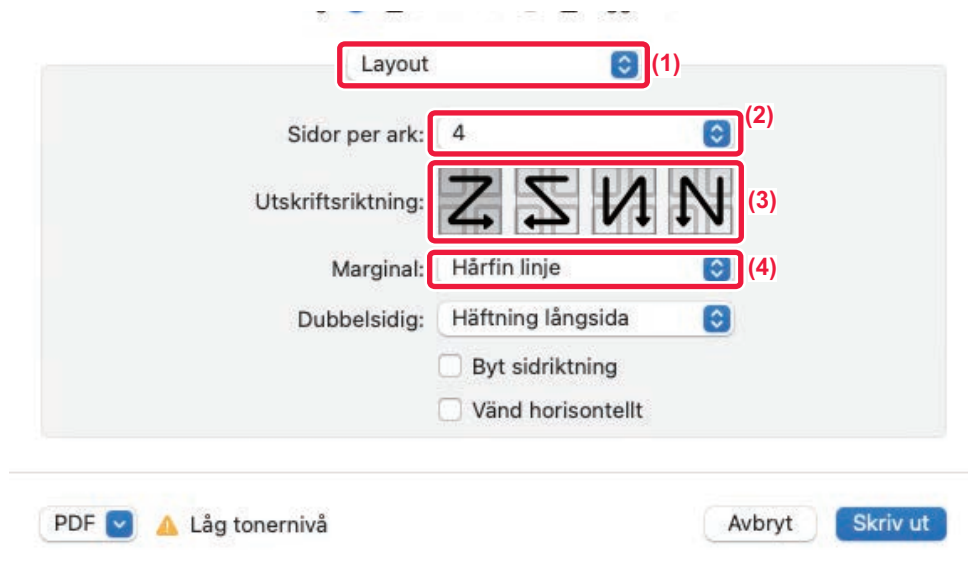 Layout (1)
Sidor per ark: 4 (2)
Utskriftsriktning: (3)
Marginal: Hårfin linje (4)
Dubbelsidig: Häftning långsida
Byt sidriktning
Vänd horisontellt
PDF Låg tonernivå Avbryt Skriv ut